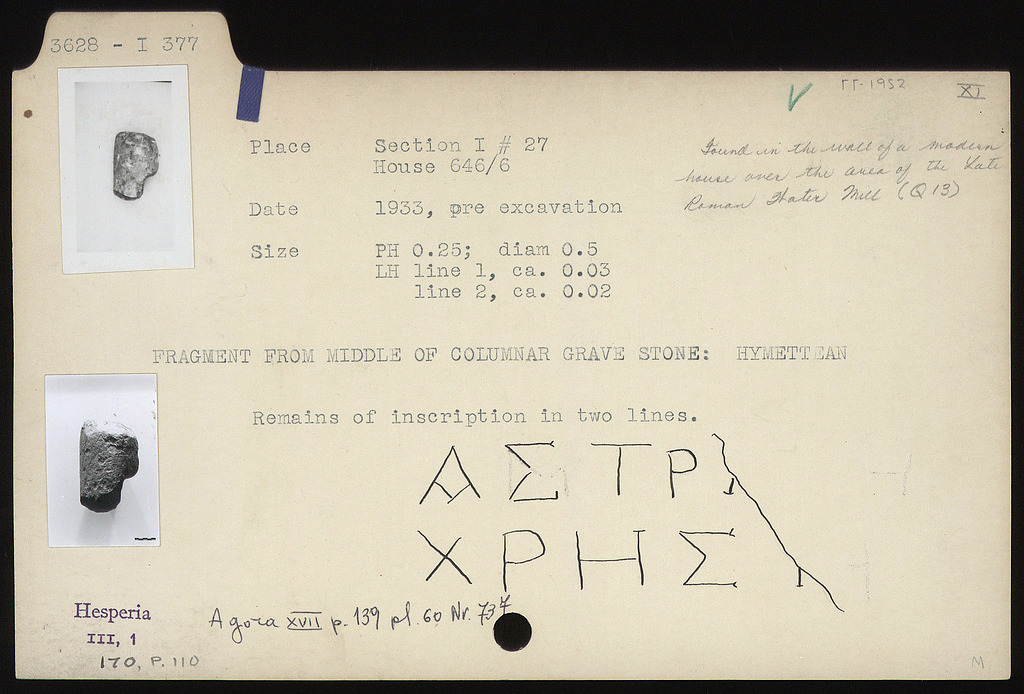 3628 - I 377
ΓΓ-1952
XI
Place Section I # 27
House 646/6
Found in the wall of a modern
house over the area of the Late
Roman Water Mill (Q 13)
Date 1933, pre excavation
Size PH 0.25; diam 0.5
LH line 1, ca. 0.03
line 2, ca. 0.02
FRAGMENT FROM MIDDLE OF COLUMNAR GRAVE STONE: HYMETTEAN
Remains of inscription in two lines.
ΑΣΤΡΙ
ΧΡΗΣΙ
Hesperia
III, 1
170, P. 110
Agora XVII p. 139 pl. 60 Nr. 737
M